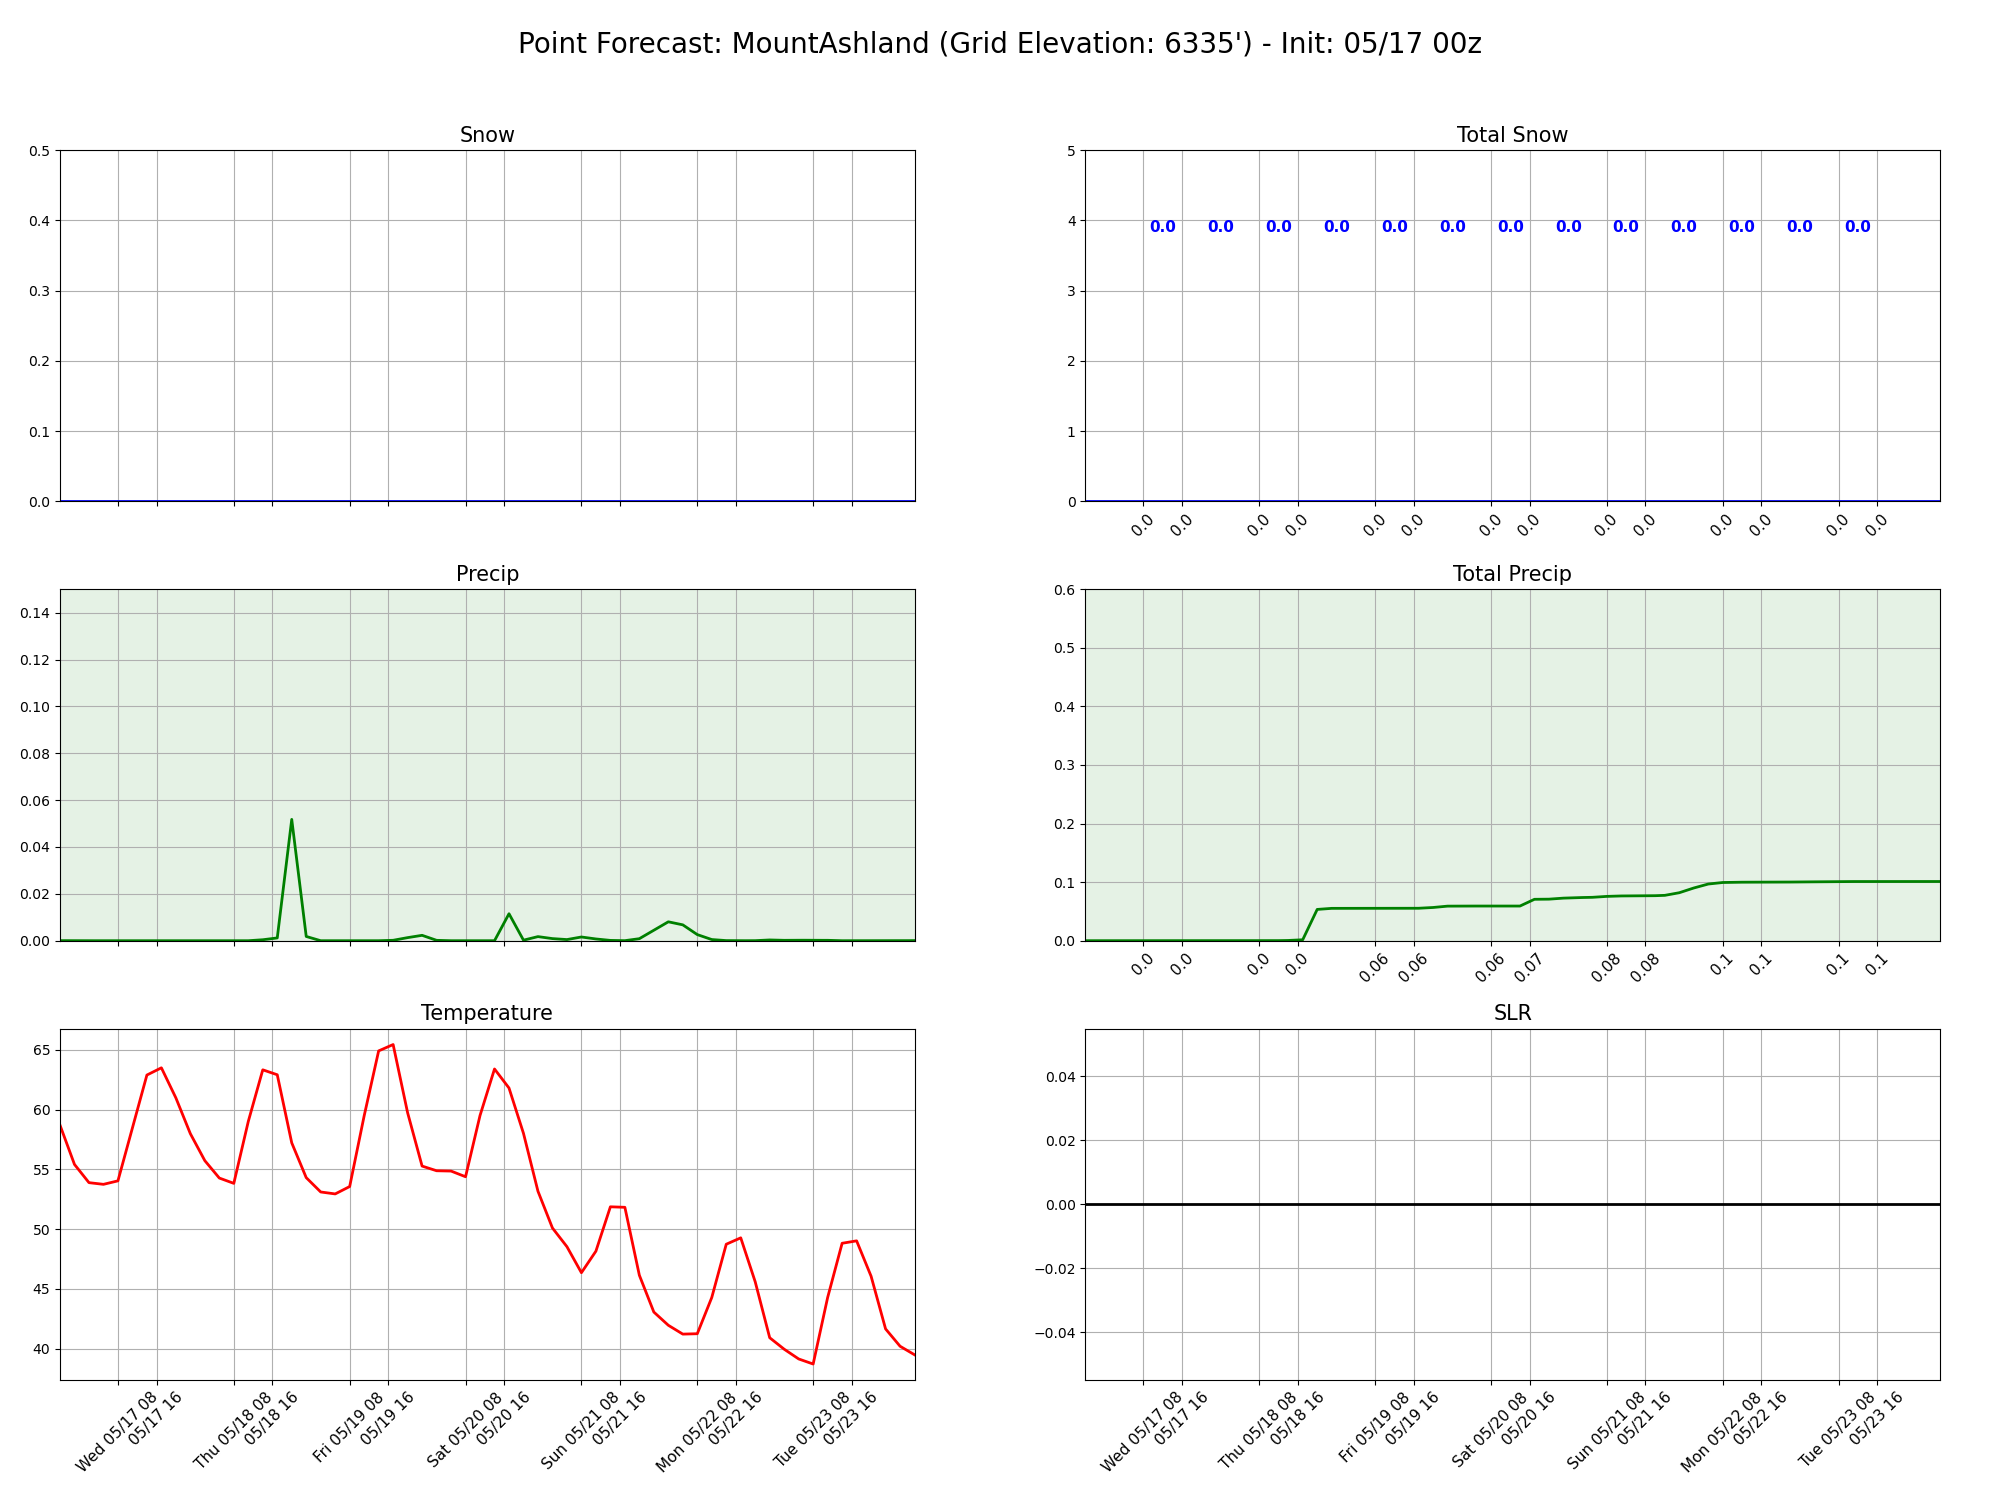 Point Forecast: MountAshland (Grid Elevation: 6335') - Init: 05/17 00z
Snow
0.5
0.4
0.3
0.2
0.1
0.0
Total Snow
5
4
3
2
1
0
0.0 0.0 0.0 0.0 0.0 0.0 0.0 0.0 0.0 0.0 0.0 0.0 0.0
0.0 0.0 0.0 0.0 0.0 0.0 0.0 0.0 0.0 0.0 0.0 0.0 0.0 0.0
Precip
0.14
0.12
0.10
0.08
0.06
0.04
0.02
0.00
Total Precip
0.6
0.5
0.4
0.3
0.2
0.1
0.0
0.0 0.0 0.0 0.0 0.06 0.06 0.06 0.07 0.08 0.08 0.1 0.1 0.1 0.1
Temperature
65
60
55
50
45
40
Wed 05/17 08
05/17 16
Thu 05/18 08
05/18 16
Fri 05/19 08
05/19 16
Sat 05/20 08
05/20 16
Sun 05/21 08
05/21 16
Mon 05/22 08
05/22 16
Tue 05/23 08
05/23 16
SLR
0.04
0.02
0.00
−0.02
−0.04
Wed 05/17 08
05/17 16
Thu 05/18 08
05/18 16
Fri 05/19 08
05/19 16
Sat 05/20 08
05/20 16
Sun 05/21 08
05/21 16
Mon 05/22 08
05/22 16
Tue 05/23 08
05/23 16